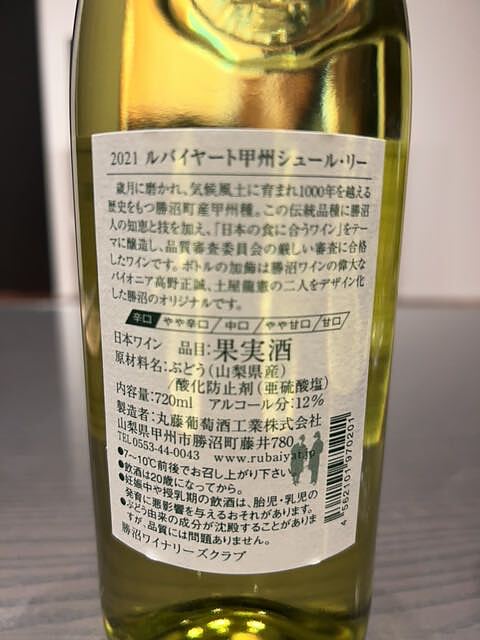 2021 ルバイヤート甲州シュール・リー
歳月に磨かれ、気候風土に育まれ1000年を越える
歴史をもつ勝沼町産甲州種。この伝統品種に勝沼
人の知恵と技を加え、「日本の食に合うワイン」をテー
マに醸造し、品質審査委員会の厳しい審査に合格
したワインです。ボトルの加飾は勝沼ワインの偉大な
パイオニア高野正誠、土屋龍憲の二人をデザイン化
した勝沼のオリジナルです。
辛口 やや辛口 中口 やや甘口 甘口
日本ワイン 品目:果実酒
原材料名:ぶどう(山梨県産)
/酸化防止剤(亜硫酸塩)
内容量:720ml アルコール分:12%
製造者:丸藤葡萄酒工業株式会社
山梨県甲州市勝沼町藤井780
TEL0553-44-0043 www.rubaiyat.jp
●7〜10℃前後でお召し上がり下さい。
●飲酒は20歳になってから。
●妊娠中や授乳期の飲酒は、胎児・乳児の
発育に悪影響を与えるおそれがあります。
●ぶどう由来の成分が沈殿することがありま
すが、品質には問題ありません。
勝沼ワイナリーズクラブ
4 562101 970201